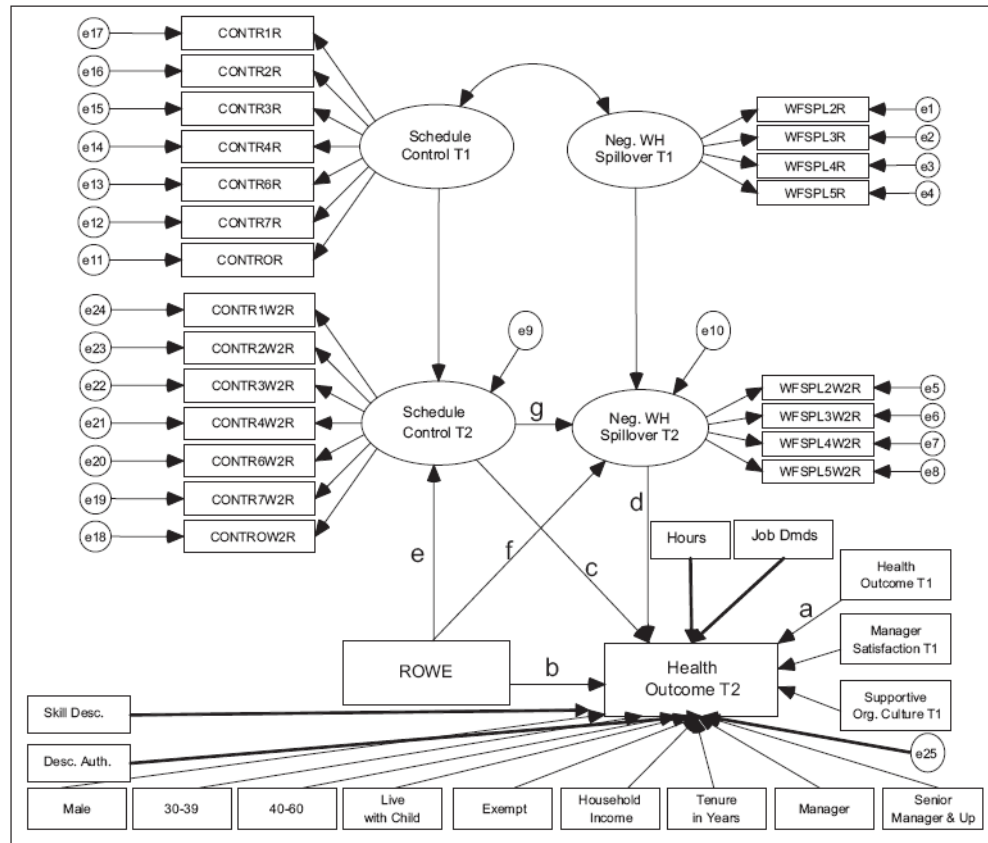 e17
CONTR1R
e16
CONTR2R
e15
CONTR3R
e14
CONTR4R
e13
CONTR6R
e12
CONTR7R
e11
CONTROR
Schedule
Control T1
Neg. WH
Spillover T1
WFSPL2R
e1
WFSPL3R
e2
WFSPL4R
e3
WFSPL5R
e4
e24
CONTR1W2R
e23
CONTR2W2R
e22
CONTR3W2R
e21
CONTR4W2R
e20
CONTR6W2R
e19
CONTR7W2R
e18
CONTROW2R
e9
e10
Schedule
Control T2
g
Neg. WH
Spillover T2
WFSPL2W2R
e5
WFSPL3W2R
e6
WFSPL4W2R
e7
WFSPL5W2R
e8
e
f
c
d
Hours
Job Dmds
Health
Outcome T1
a
Manager
Satisfaction T1
Supportive
Org. Culture T1
ROWE
b
Health
Outcome T2
Skill Desc.
Desc. Auth.
e25
Male
30-39
40-60
Live
with Child
Exempt
Household
Income
Tenure
in Years
Manager
Senior
Manager & Up